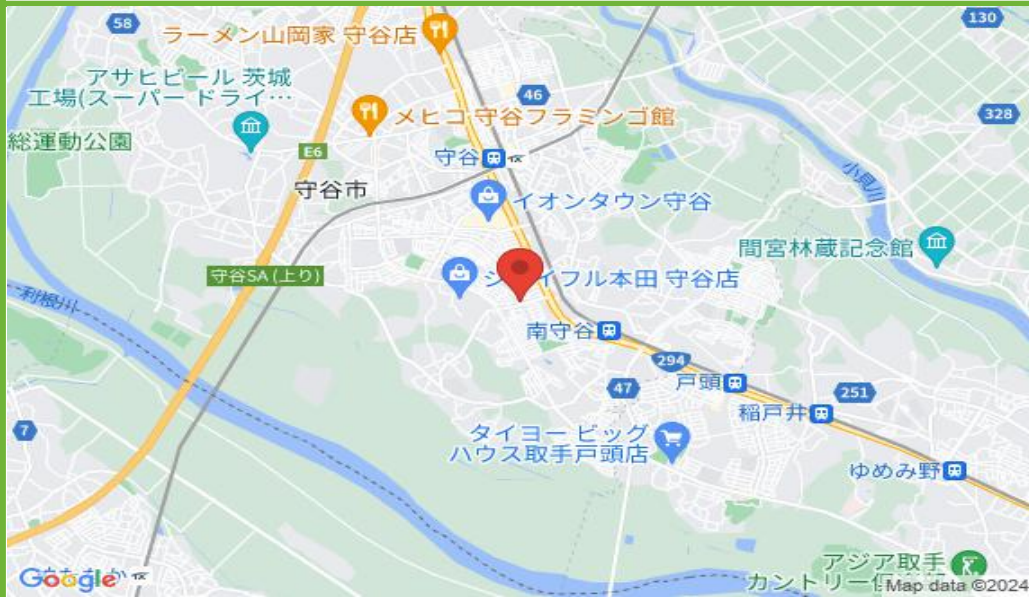 58
ラーメン山岡家 守谷店
130
アサヒビール 茨城
工場(スーパー ドライ…
46
メヒコ 守谷フラミンゴ館
328
総運動公園
E6
守谷
小貝川
守谷市
イオンタウン守谷
間宮林蔵記念館
守谷SA (上り)
イフル本田 守谷店
利根川
南守谷
294
47
戸頭
251
7
稲戸井
タイヨー ビッグ
ハウス取手戸頭店
ゆめみ野
アジア取手
カントリー
Google
Map data ©2024